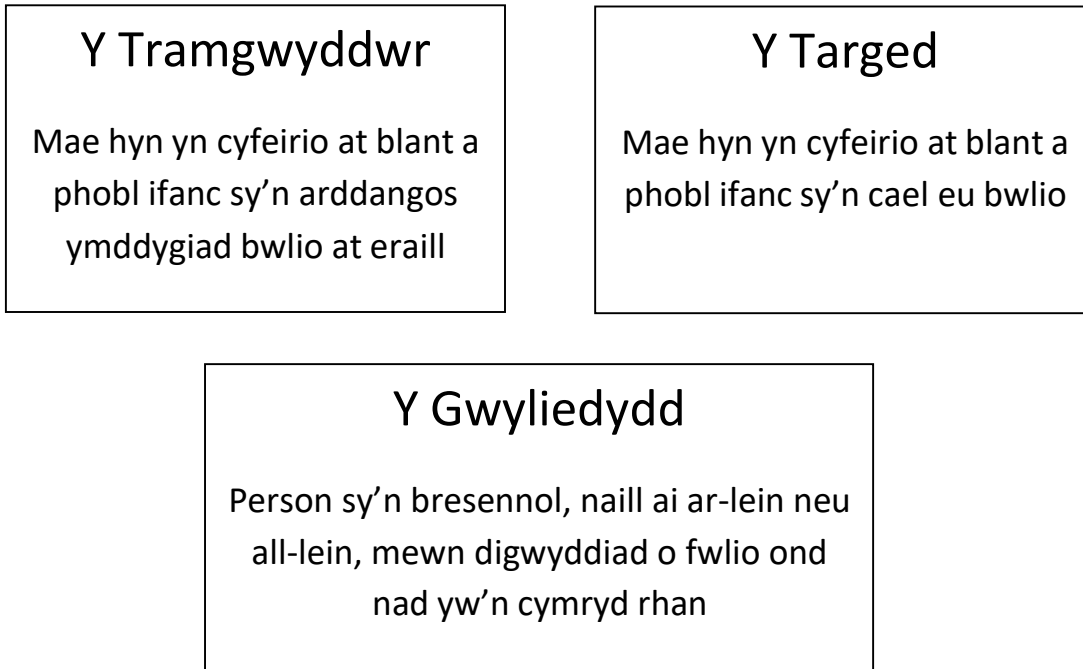 Y Tramgwyddwr
Mae hyn yn cyfeirio at blant a
phobl ifanc sy’n arddangos
ymddygiad bwlio at eraill
Y Targed
Mae hyn yn cyfeirio at blant a
phobl ifanc sy’n cael eu bwlio
Y Gwyliedydd
Person sy’n bresennol, naill ai ar-lein neu
all-lein, mewn digwyddiad o fwlio ond
nad yw’n cymryd rhan